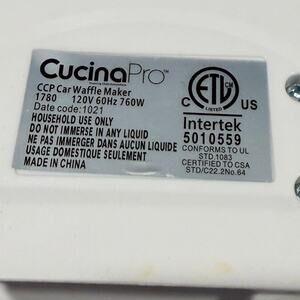 CucinaPro™
CCP Car Waffle Maker
1780 120V 60Hz 760W
Date code: 1021
HOUSEHOLD USE ONLY
DO NOT IMMERSE IN ANY LIQUID
NE PAS IMMERGER DANS AUCUN LIQUIDE
USAGE DOMESTIQUE SEULEMENT
MADE IN CHINA
ETL
C US
Intertek
5010559
CONFORMS TO UL
STD.1083
CERTIFIED TO CSA
STD/C22.2No.64